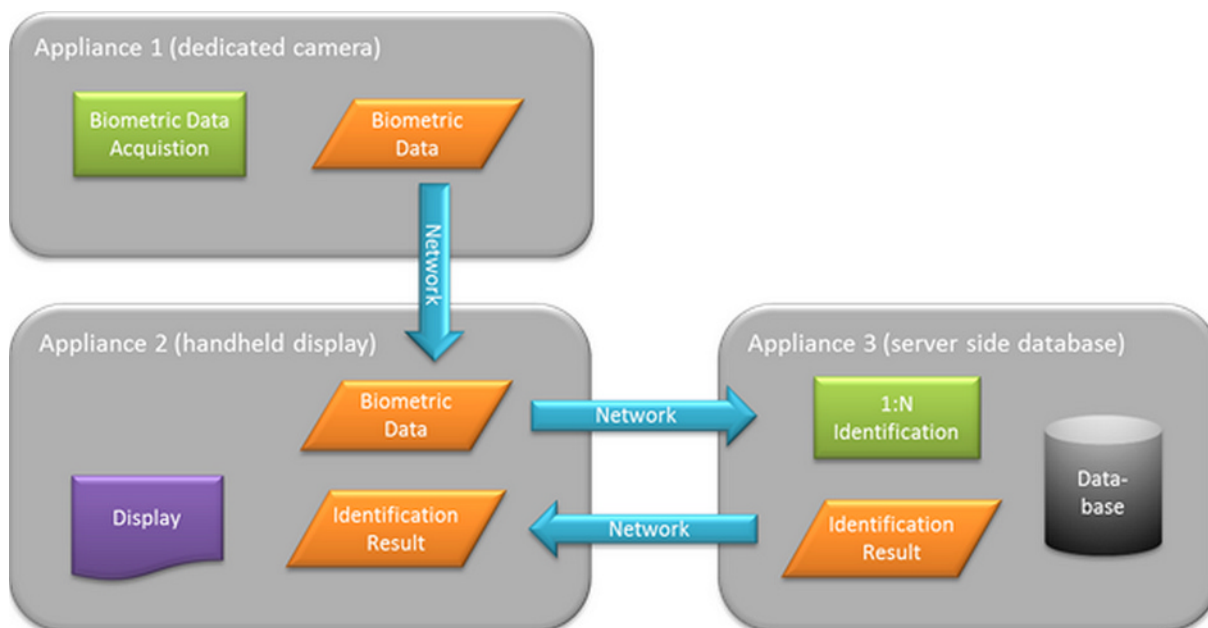 Appliance 1 (dedicated camera)
Biometric Data
Acquistion
Biometric
Data
Network
Appliance 2 (handheld display)
Biometric
Data
Display
Identification
Result
Network
Network
Appliance 3 (server side database)
1:N
Identification
Identification
Result
Data-
base